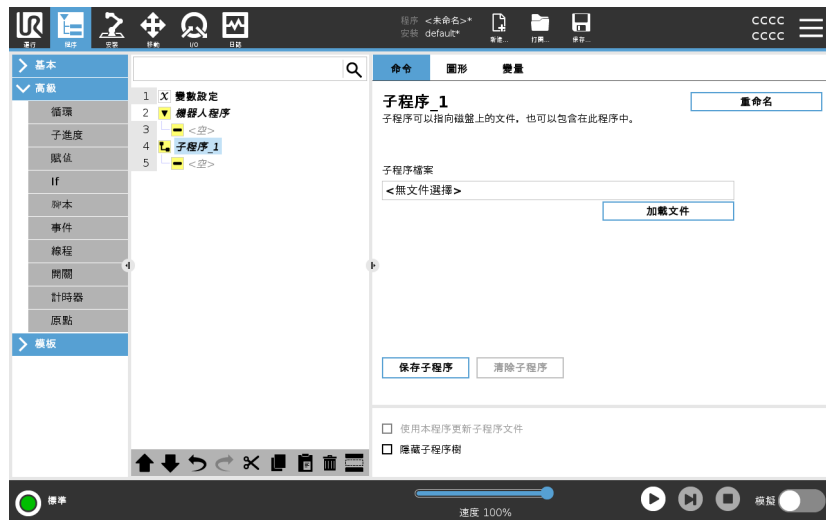 運行 程序 安裝 移動 I/O 日誌
程序 <未命名>*
安裝 default*
新建... 打開... 保存...
cccc
cccc
基本
高級
循環
子進度
賦值
If
腳本
事件
線程
開關
計時器
原點
模板
1 X 變數設定
2 機器人程序
3 <空>
4 子程序_1
5 <空>
命令 圖形 變量
子程序_1
重命名
子程序可以指向磁盤上的文件，也可以包含在此程序中。
子程序檔案
<無文件選擇>
加載文件
保存子程序 清除子程序
使用本程序更新子程序文件
隱藏子程序樹
標準
速度 100%
模擬